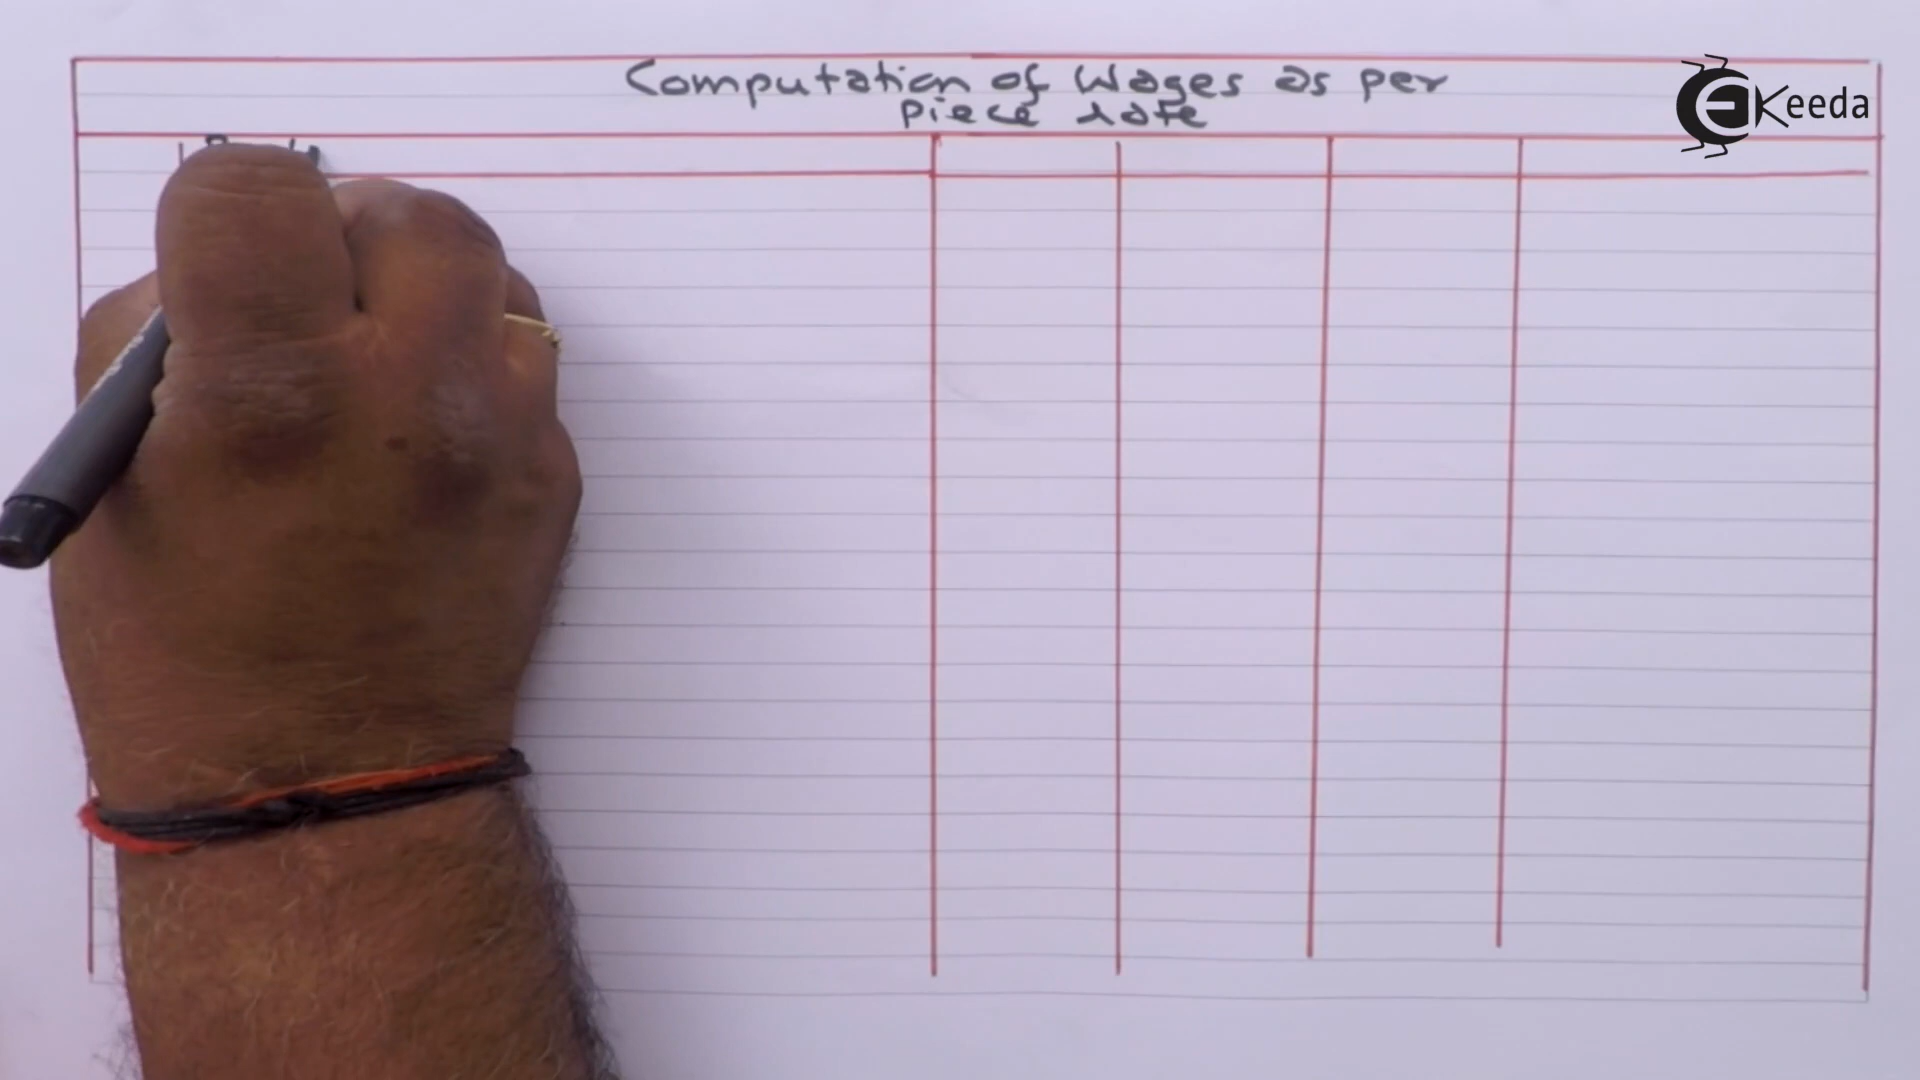 Computation of Wages as per
piece rate
Keeda